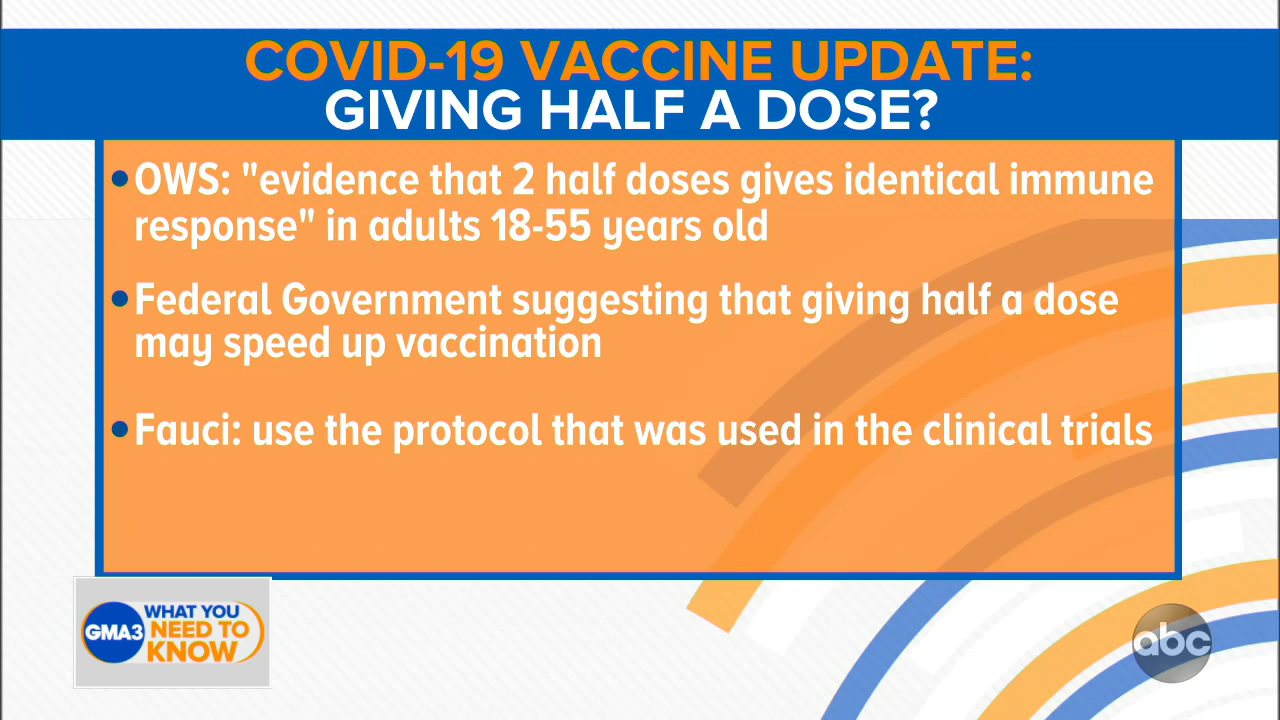 COVID-19 VACCINE UPDATE:
GIVING HALF A DOSE?
•OWS: "evidence that 2 half doses gives identical immune
response" in adults 18-55 years old
•Federal Government suggesting that giving half a dose
may speed up vaccination
•Fauci: use the protocol that was used in the clinical trials
GMA3
WHAT YOU
NEED TO
KNOW
abc